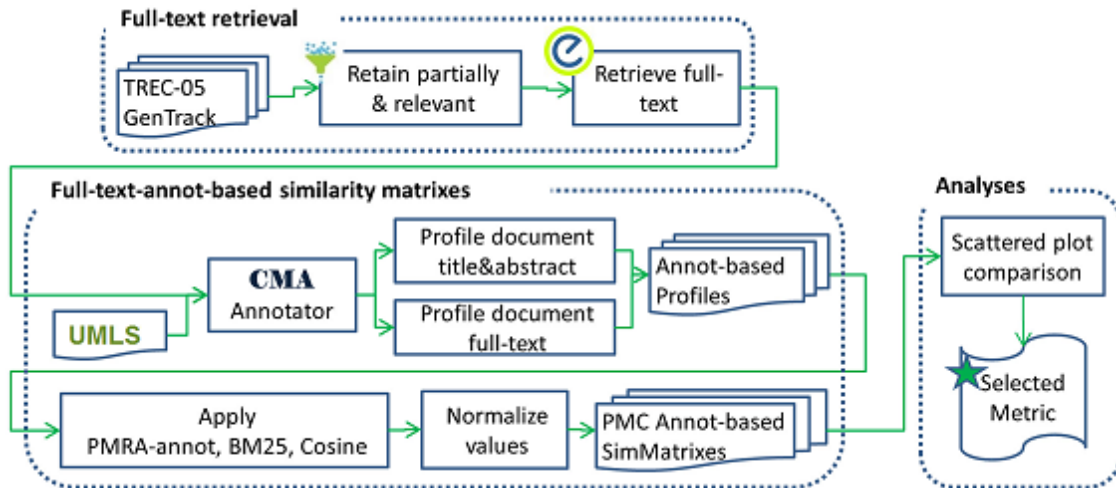 Full-text retrieval
TREC-05
GenTrack
Retain partially
& relevant
e
Retrieve full-
text
Full-text-annot-based similarity matrixes
CMA
Annotator
UMLS
Profile document
title&abstract
Profile document
full-text
Annot-based
Profiles
Apply
PMRA-annot, BM25, Cosine
Normalize
values
PMC Annot-based
SimMatrixes
Analyses
Scattered plot
comparison
Selected
Metric